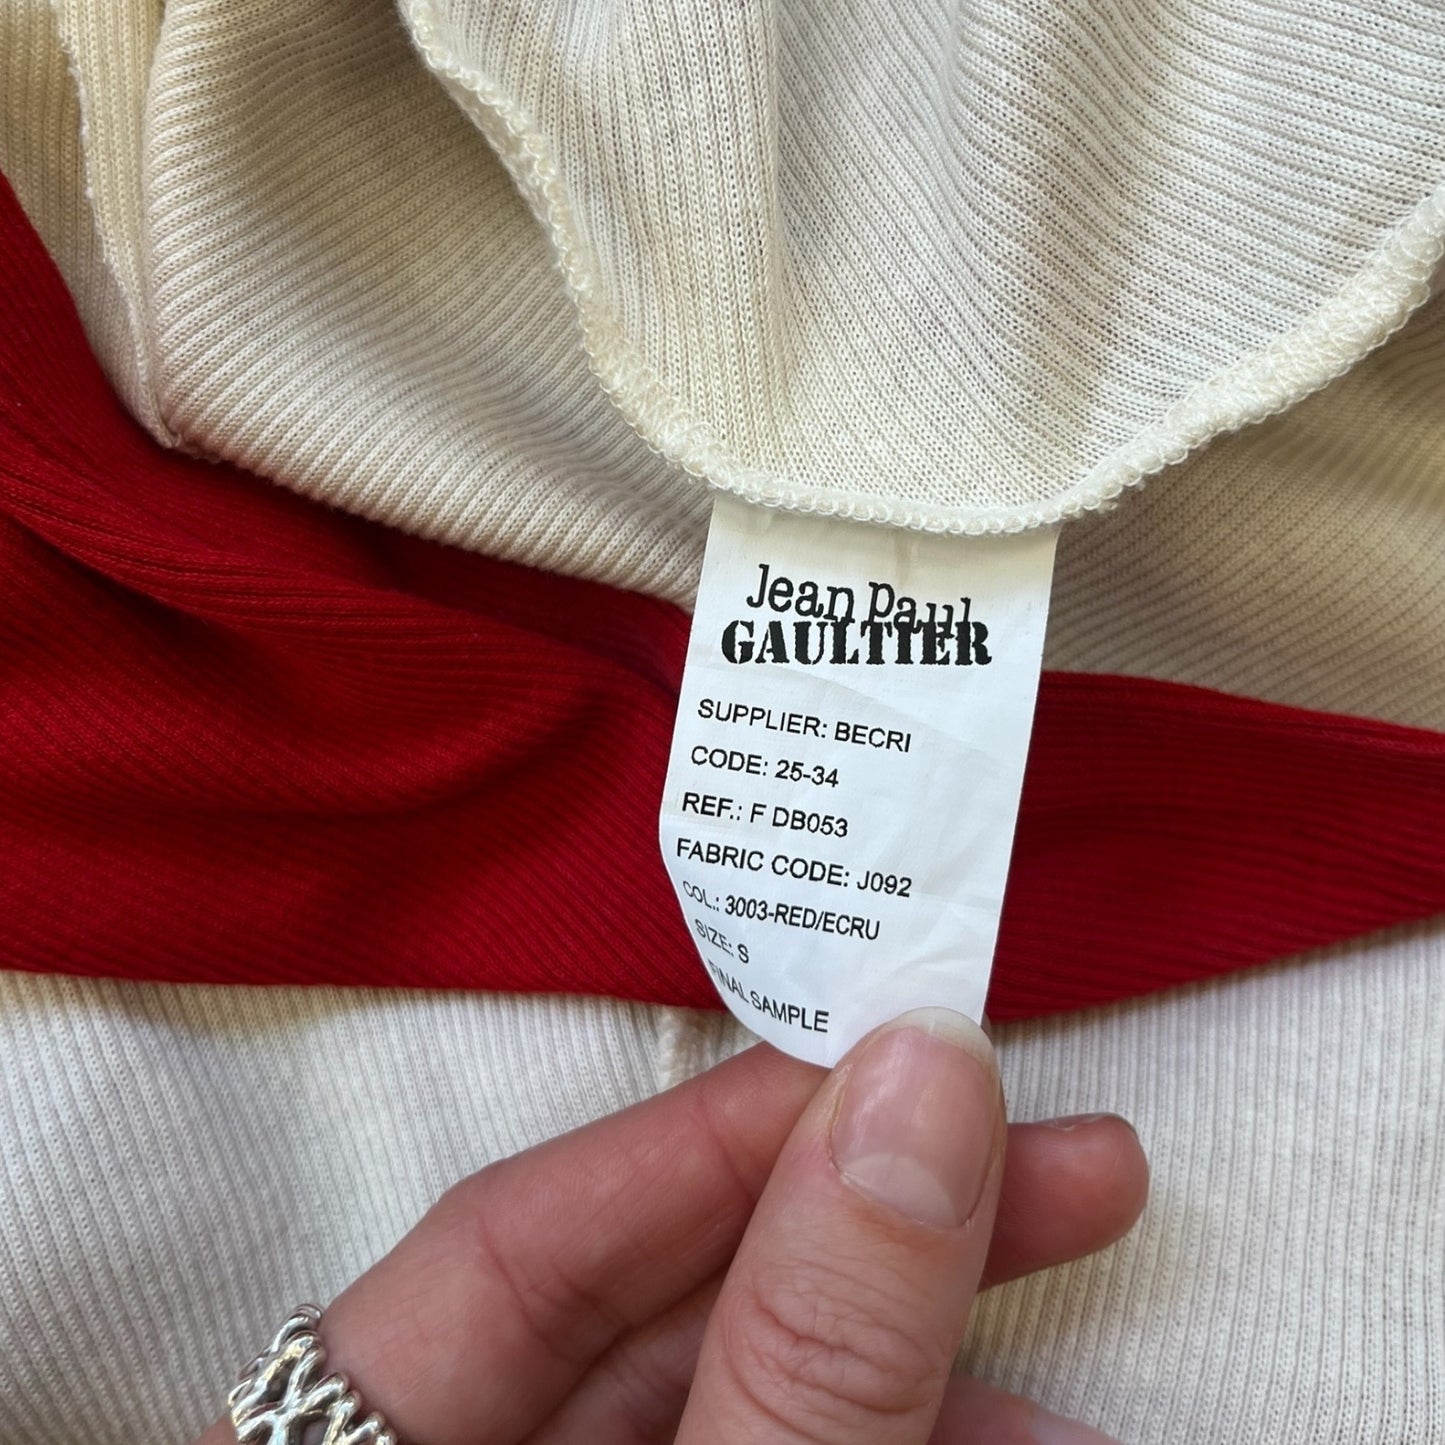 Jean Paul
GAULTIER
SUPPLIER: BECRI
CODE: 25-34
REF.: F DB053
FABRIC CODE: J092
COL.: 3003-RED/ECRU
SIZE: S
FINAL SAMPLE